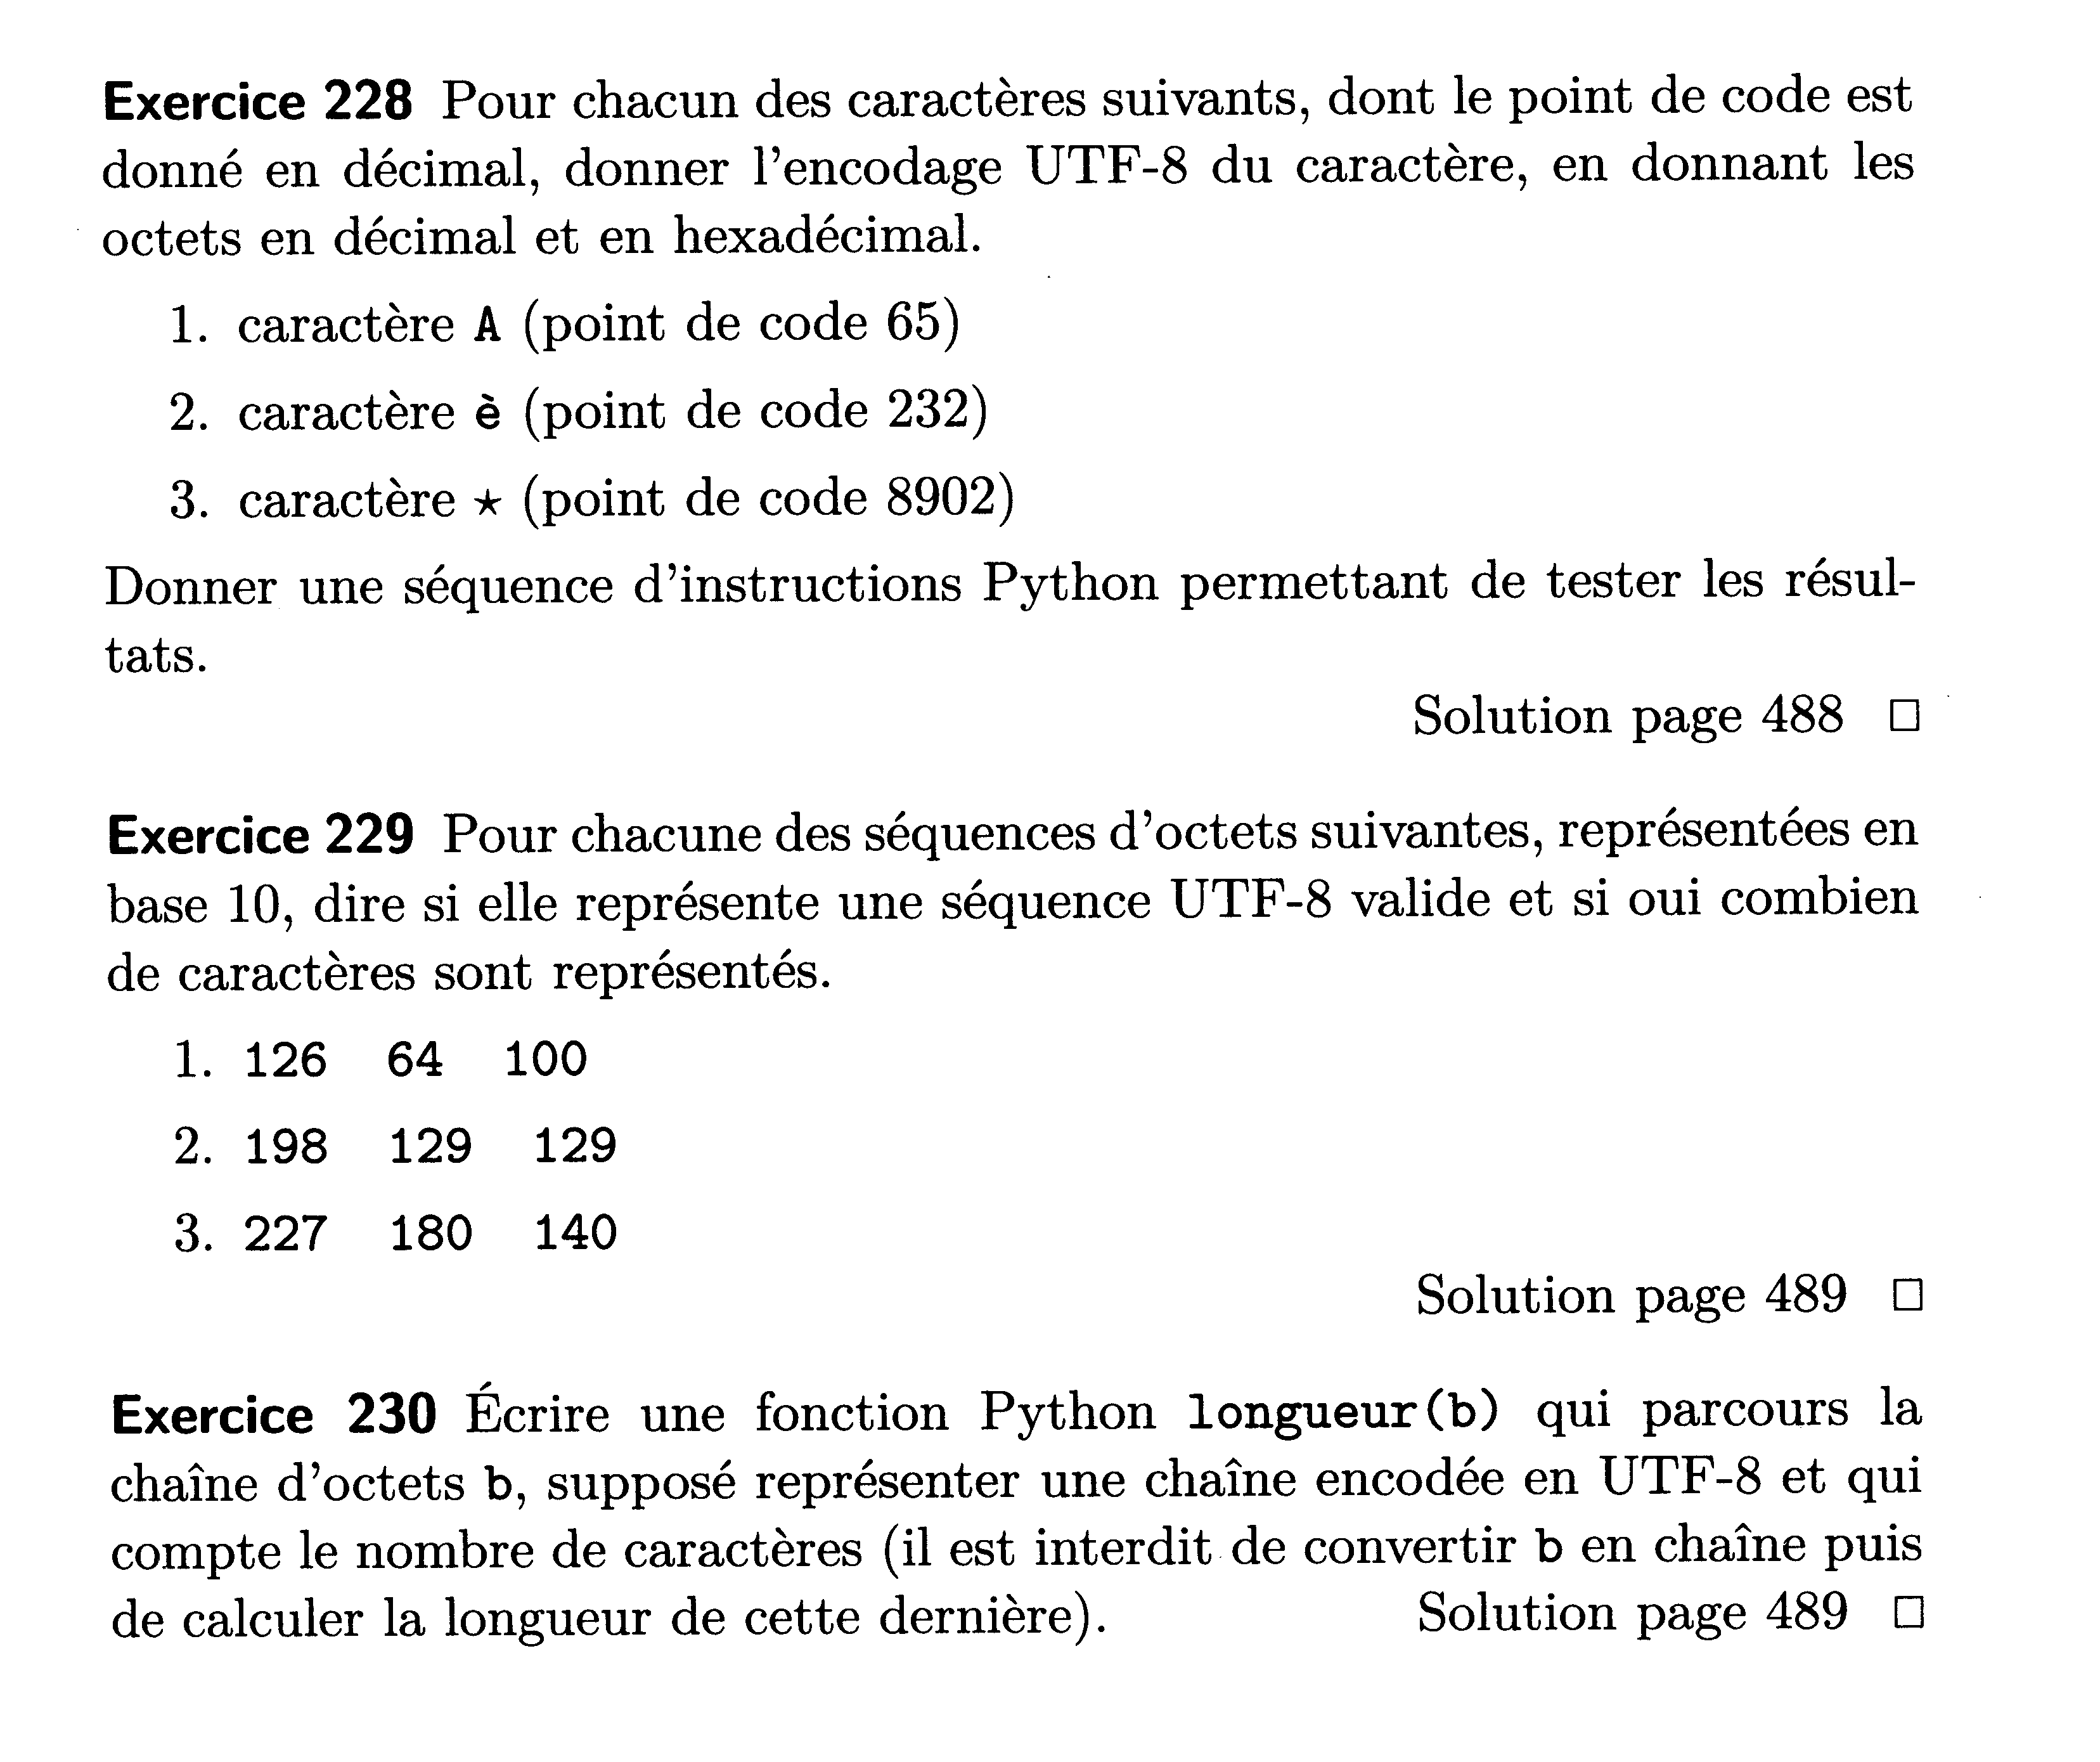 Exercice 228 Pour chacun des caractères suivants, dont le point de code est
donné en décimal, donner l'encodage UTF-8 du caractère, en donnant les
octets en décimal et en hexadécimal.
1. caractère A (point de code 65)
2. caractère è (point de code 232)
3. caractère ⋆ (point de code 8902)
Donner une séquence d'instructions Python permettant de tester les résul-
tats.
Solution page 488 □
Exercice 229 Pour chacune des séquences d'octets suivantes, représentées en
base 10, dire si elle représente une séquence UTF-8 valide et si oui combien
de caractères sont représentés.
1. 126 64 100
2. 198 129 129
3. 227 180 140
Solution page 489 □
Exercice 230 Écrire une fonction Python longueur(b) qui parcours la
chaîne d'octets b, supposé représenter une chaîne encodée en UTF-8 et qui
compte le nombre de caractères (il est interdit de convertir b en chaîne puis
de calculer la longueur de cette dernière). Solution page 489 □